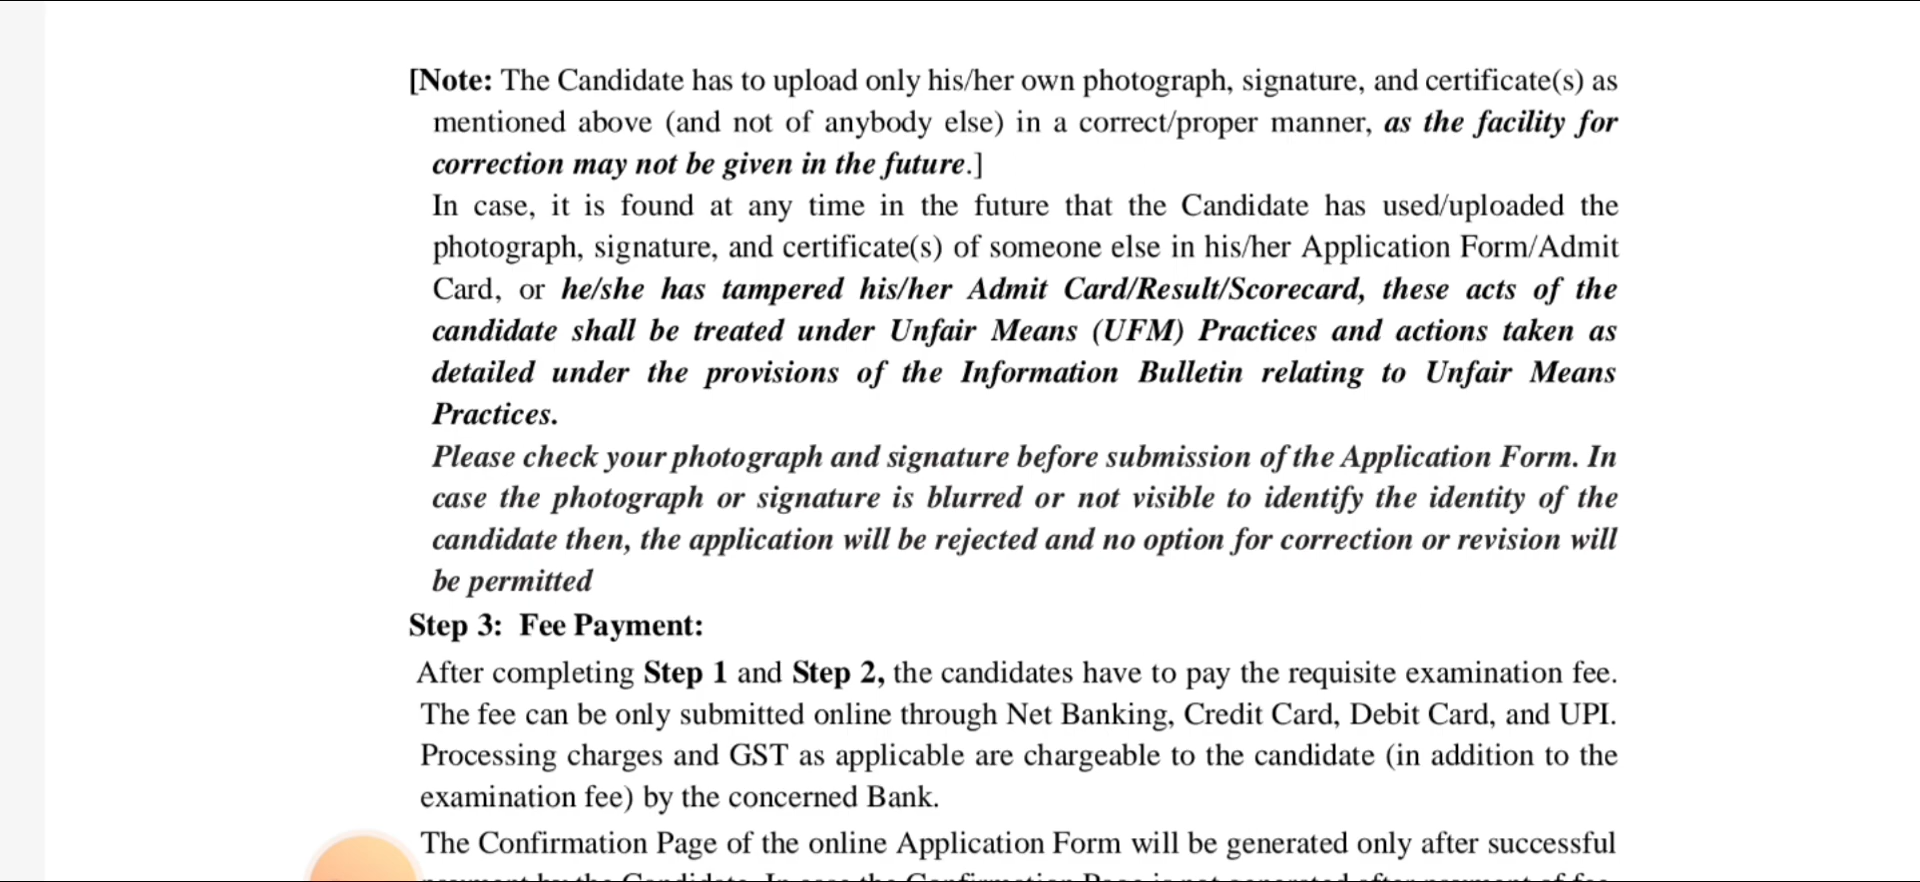 [Note: The Candidate has to upload only his/her own photograph, signature, and certificate(s) as
mentioned above (and not of anybody else) in a correct/proper manner, as the facility for
correction may not be given in the future.]
In case, it is found at any time in the future that the Candidate has used/uploaded the
photograph, signature, and certificate(s) of someone else in his/her Application Form/Admit
Card, or he/she has tampered his/her Admit Card/Result/Scorecard, these acts of the
candidate shall be treated under Unfair Means (UFM) Practices and actions taken as
detailed under the provisions of the Information Bulletin relating to Unfair Means
Practices.
Please check your photograph and signature before submission of the Application Form. In
case the photograph or signature is blurred or not visible to identify the identity of the
candidate then, the application will be rejected and no option for correction or revision will
be permitted
Step 3: Fee Payment:
After completing Step 1 and Step 2, the candidates have to pay the requisite examination fee.
The fee can be only submitted online through Net Banking, Credit Card, Debit Card, and UPI.
Processing charges and GST as applicable are chargeable to the candidate (in addition to the
examination fee) by the concerned Bank.
The Confirmation Page of the online Application Form will be generated only after successful